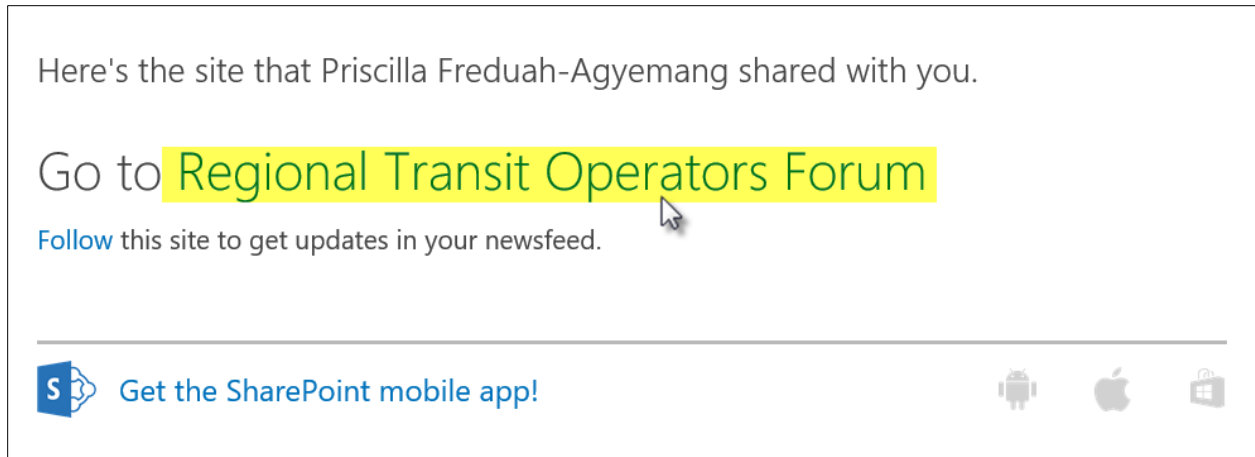 Here's the site that Priscilla Freduah-Agyemang shared with you.
Go to Regional Transit Operators Forum
Follow this site to get updates in your newsfeed.
S
Get the SharePoint mobile app!